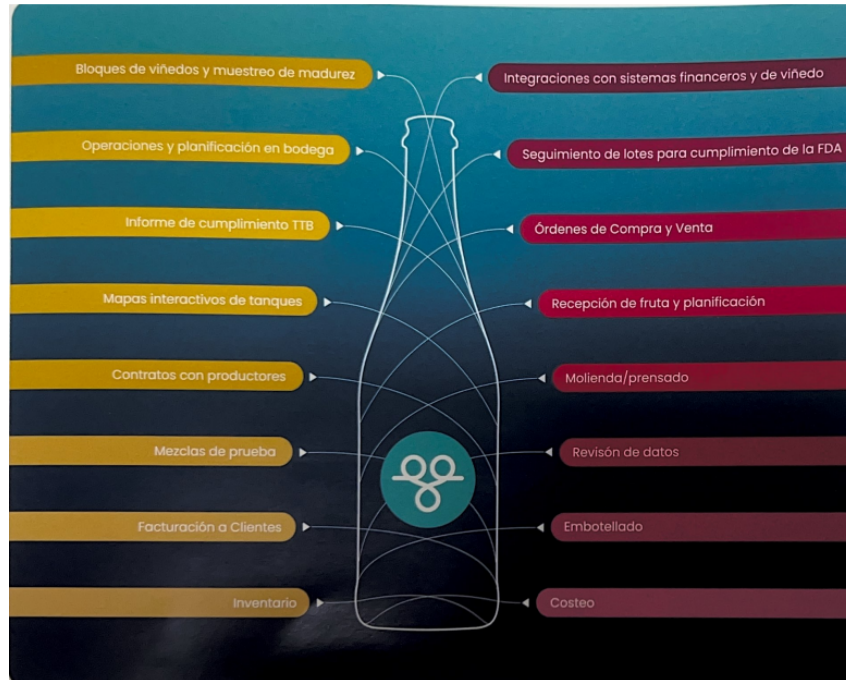 Bloques de viñedos y muestreo de madurez
Operaciones y planificación en bodega
Informe de cumplimiento TTB
Mapas interactivos de tanques
Contratos con productores
Mezclas de prueba
Facturación a Clientes
Inventario
Integraciones con sistemas financieros y de viñedo
Seguimiento de lotes para cumplimiento de la FDA
Órdenes de Compra y Venta
Recepción de fruta y planificación
Molienda/prensado
Revisón de datos
Embotellado
Costeo